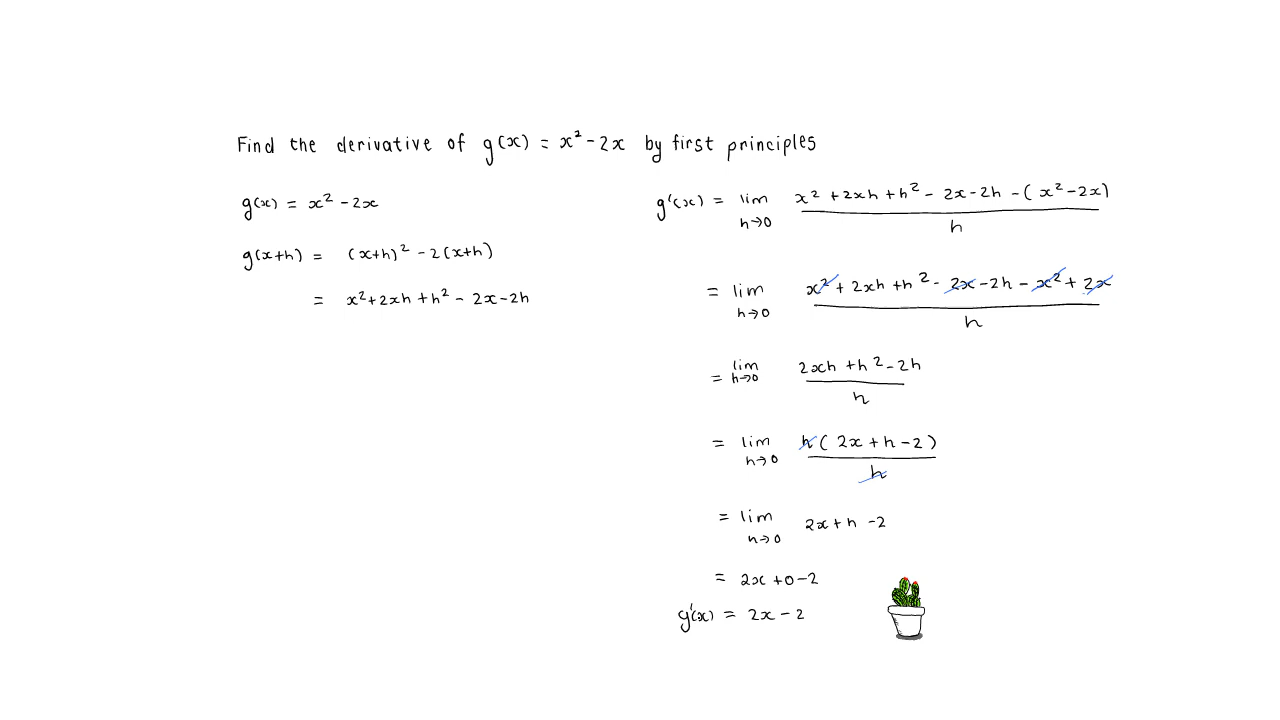 Find the derivative of g(x) = x² - 2x by first principles
g(x) = x² - 2x
g(x+h) = (x+h)² - 2(x+h)
= x² + 2xh + h² - 2x - 2h
g'(x) = lim h→0 x² + 2xh + h² - 2x - 2h - (x² - 2x) / h
= lim h→0 x² + 2xh + h² - 2x - 2h - x² + 2x / h
= lim h→0 2xh + h² - 2h / h
= lim h→0 h(2x + h - 2) / h
= lim h→0 2x + h - 2
= 2x + 0 - 2
g'(x) = 2x - 2